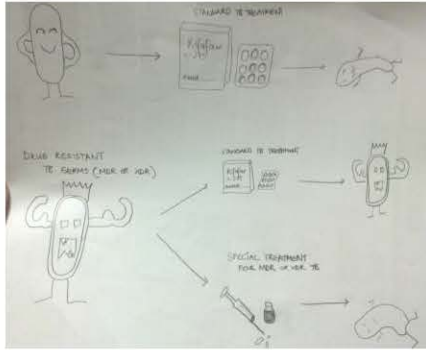 STANDARD TB TREATMENT
DRUG RESISTANT
TB GERMS (MDR OR XDR)
STANDARD TB TREATMENT
SPECIAL TREATMENT
FOR MDR OR XDR TB